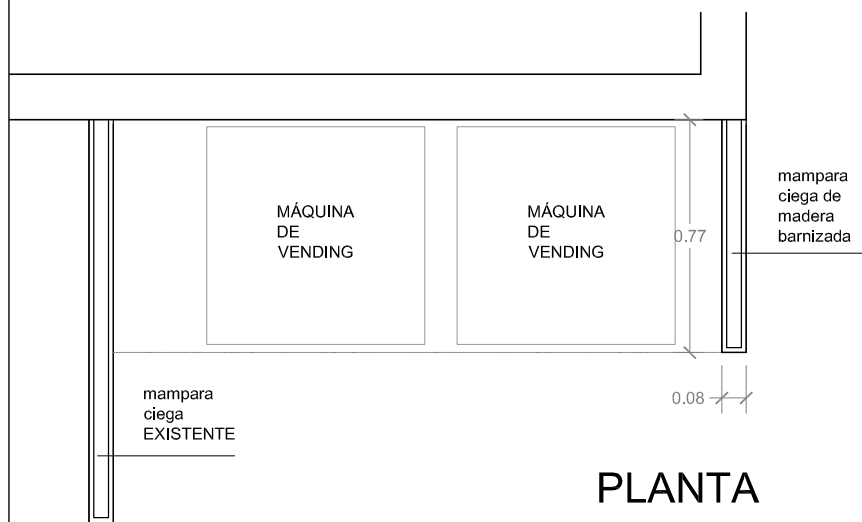 mampara
ciega de
madera
barnizada
MÁQUINA
DE
VENDING
MÁQUINA
DE
VENDING
0.77
mampara
ciega
EXISTENTE
0.08
PLANTA